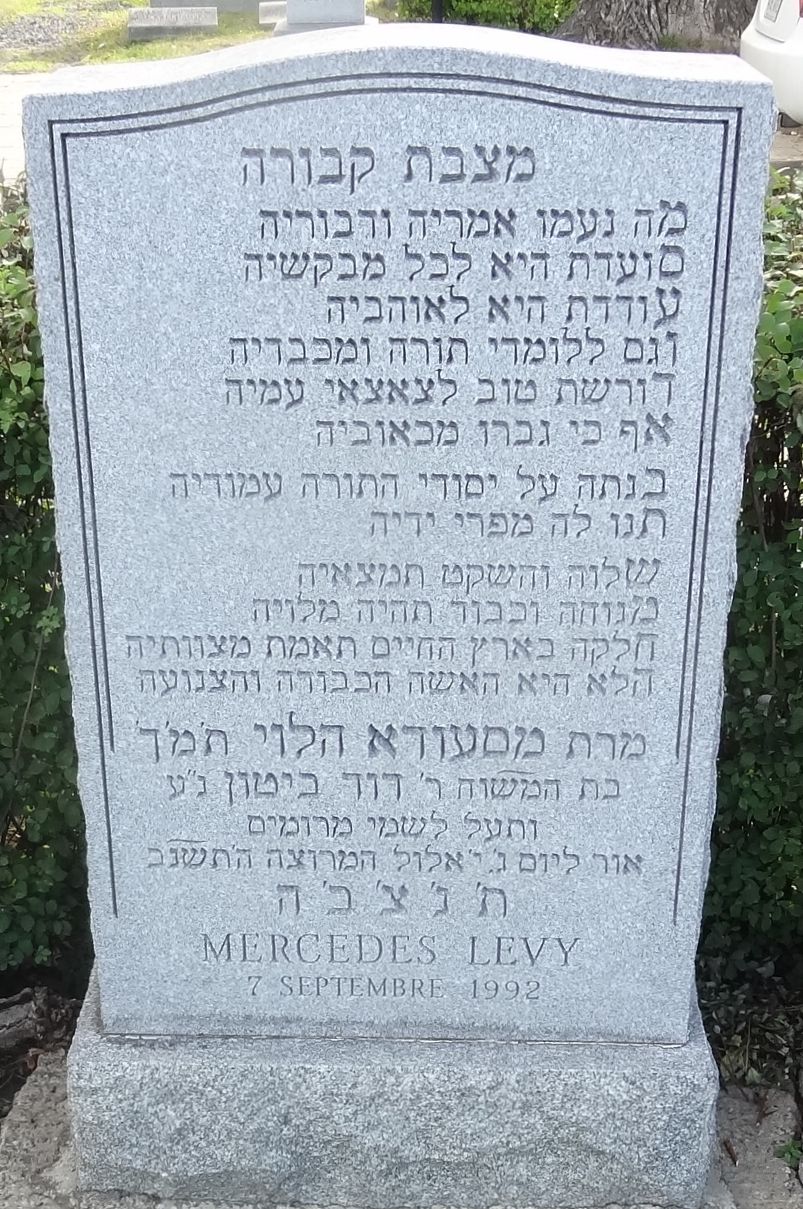 מצבת קבורה
מה נעמו אמריה ודבוריה
סועדת היא לכל מבקשיה
עודדת היא לאוהביה
וגם ללומדי תורה ומכבדיה
דורשת טוב לצאצאי עמיה
אף כי גברו מכאוביה
בנתה על יסודי התורה עמודיה
תנו לה מפרי ידיה
שלוה והשקט תמצאיה
מנוחה וכבוד תהיה מלויה
חלקה בארץ החיים תאמת מצוותיה
הלא היא האשה הכבודה והצנועה
מרת מסעודא הלוי ת'מ'ך'
בת המשוה ר' דוד ביטון נ"ע
ותעל לשמי מרומים
אור ליום ג' י' אלול המרוצה ה'תשנב
ת' נ' צ' ב' ה
MERCEDES LEVY
7 SEPTEMBRE 1992